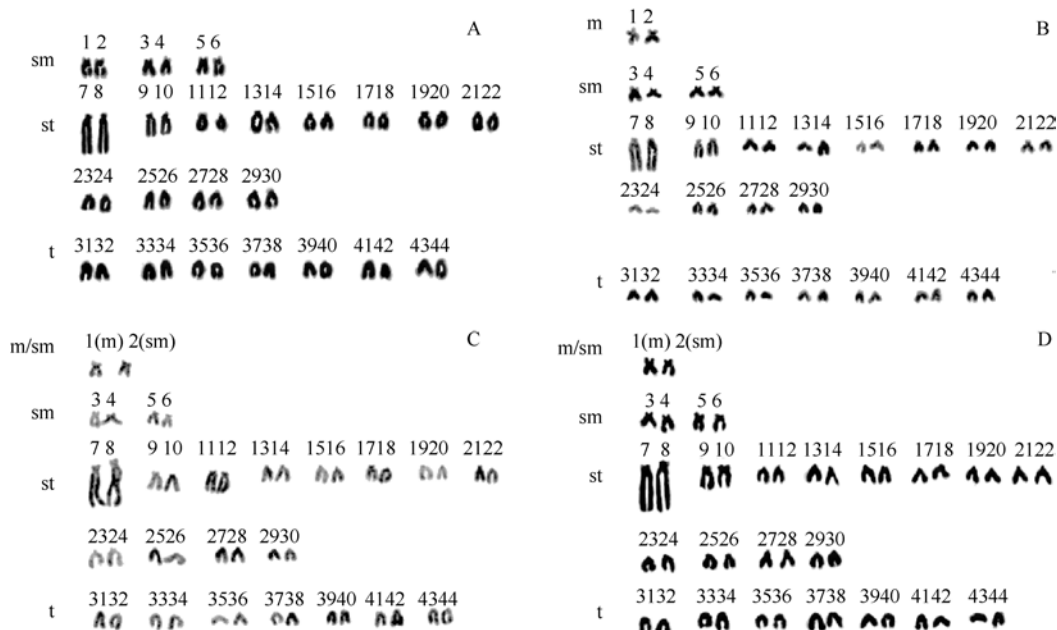 A
1 2 3 4 5 6
sm
7 8 9 10 1112 1314 1516 1718 1920 2122
st
2324 2526 2728 2930
t 3132 3334 3536 3738 3940 4142 4344
B
m 1 2
3 4 5 6
sm
7 8 9 10 1112 1314 1516 1718 1920 2122
st
2324 2526 2728 2930
3132 3334 3536 3738 3940 4142 4344
t
C
m/sm 1(m) 2(sm)
3 4 5 6
sm
7 8 9 10 1112 1314 1516 1718 1920 2122
st
2324 2526 2728 2930
3132 3334 3536 3738 3940 4142 4344
t
D
m/sm 1(m) 2(sm)
3 4 5 6
sm
7 8 9 10 1112 1314 1516 1718 1920 2122
st
2324 2526 2728 2930
3132 3334 3536 3738 3940 4142 4344
t